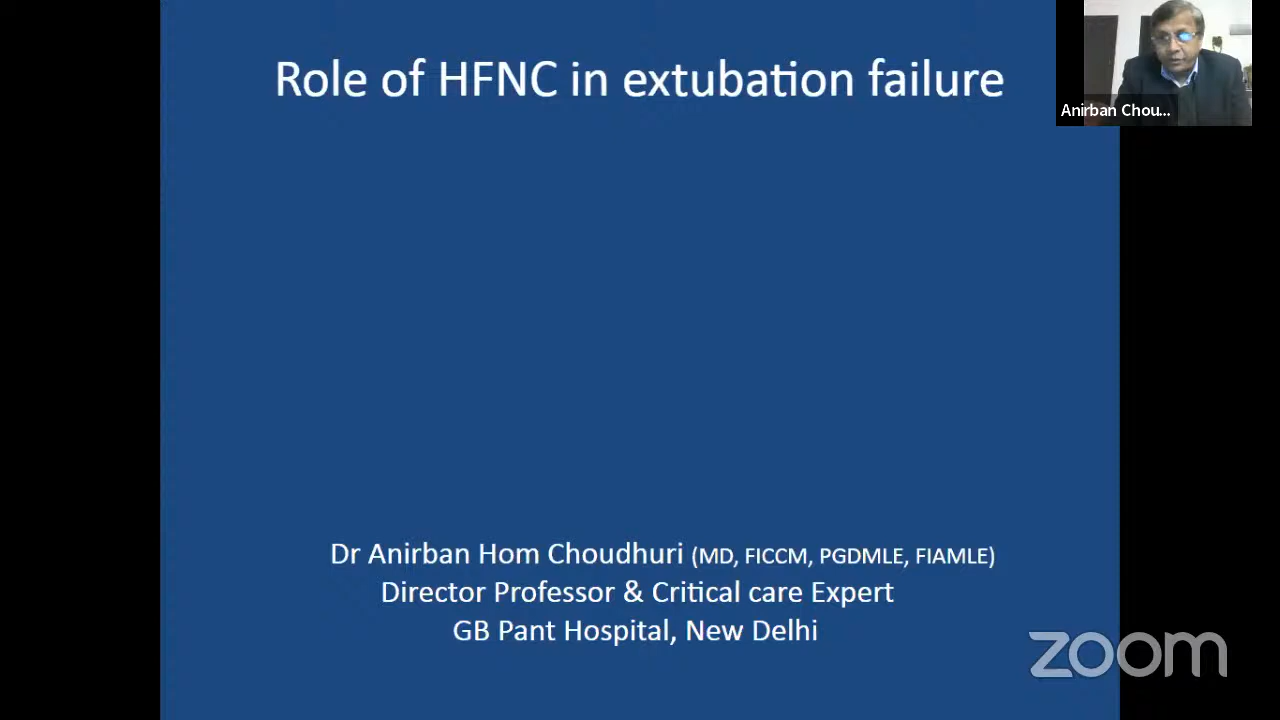 Role of HFNC in extubation failure
Anirban Chou...
Dr Anirban Hom Choudhuri (MD, FICCM, PGDMLE, FIAMLE)
Director Professor & Critical care Expert
GB Pant Hospital, New Delhi
zoom